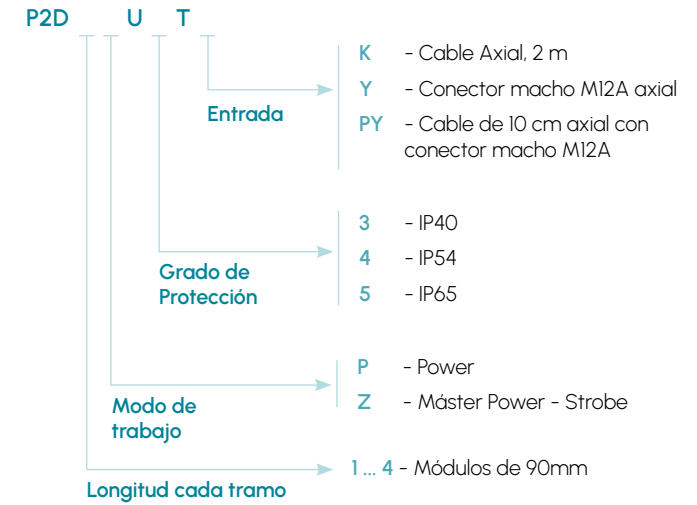 P2D U T
K - Cable Axial, 2 m
Y - Conector macho M12A axial
Entrada
PY - Cable de 10 cm axial con
conector macho M12A
3 - IP40
4 - IP54
Grado de
Protección
5 - IP65
P - Power
Z - Máster Power - Strobe
Modo de
trabajo
1 ... 4 - Módulos de 90mm
Longitud cada tramo